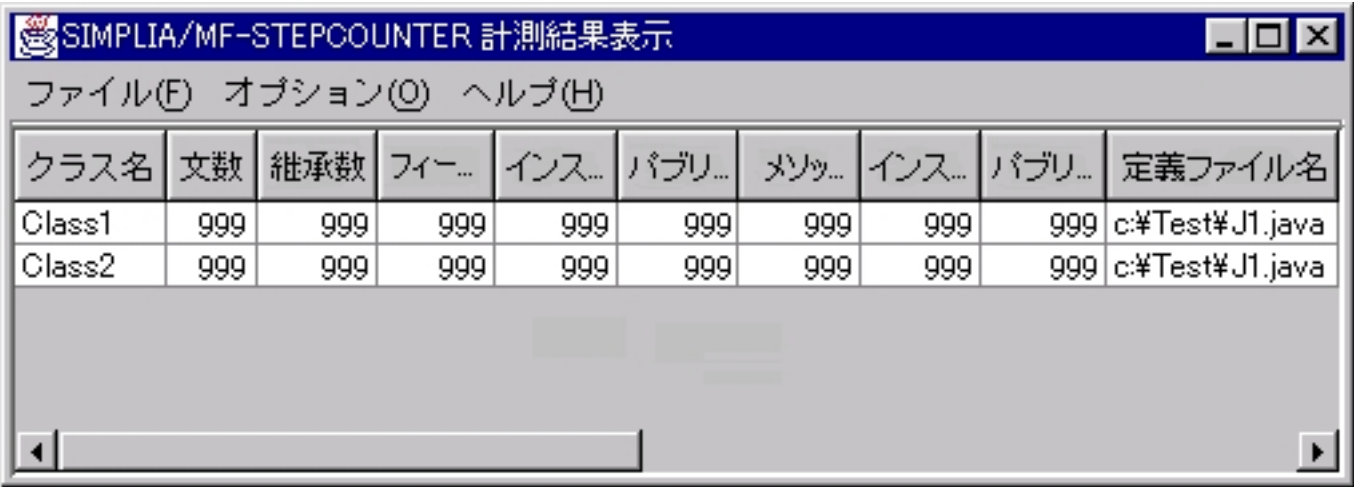 SIMPLIA/MF-STEPCOUNTER 計測結果表示
ファイル(F) オプション(O) ヘルプ(H)
クラス名 文数 継承数 フィー... インス... パブリ... メソッ... インス... パブリ... 定義ファイル名
Class1 999 999 999 999 999 999 999 999 c:¥Test¥J1.java
Class2 999 999 999 999 999 999 999 999 c:¥Test¥J1.java